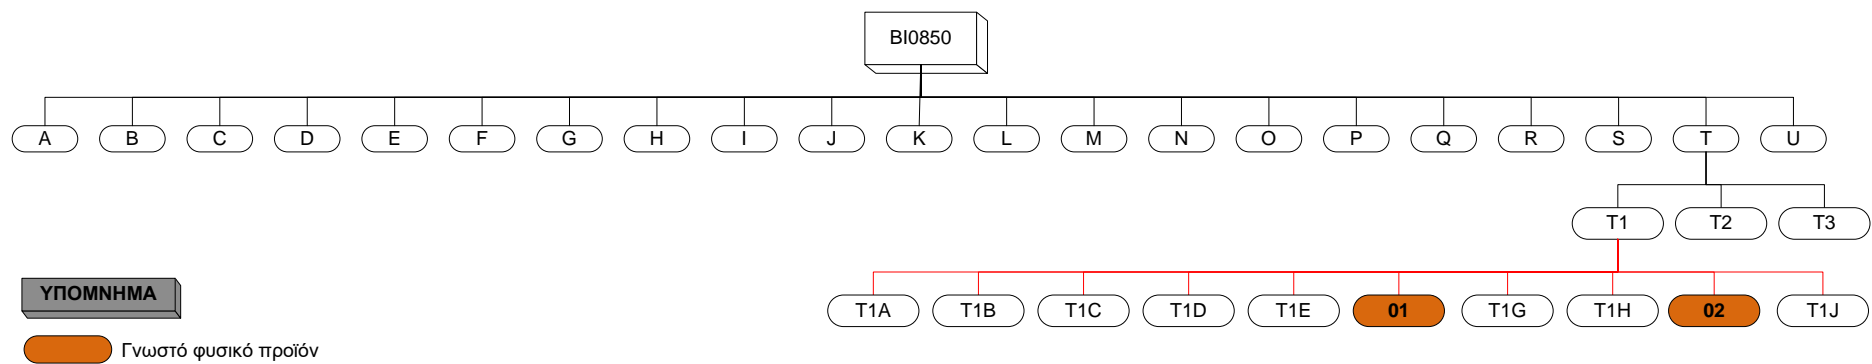 BI0850
A B C D E F G H I J K L M N O P Q R S T U
T1 T2 T3
T1A T1B T1C T1D T1E 01 T1G T1H 02 T1J
ΥΠΟΜΝΗΜΑ
Γνωστό φυσικό προϊόν